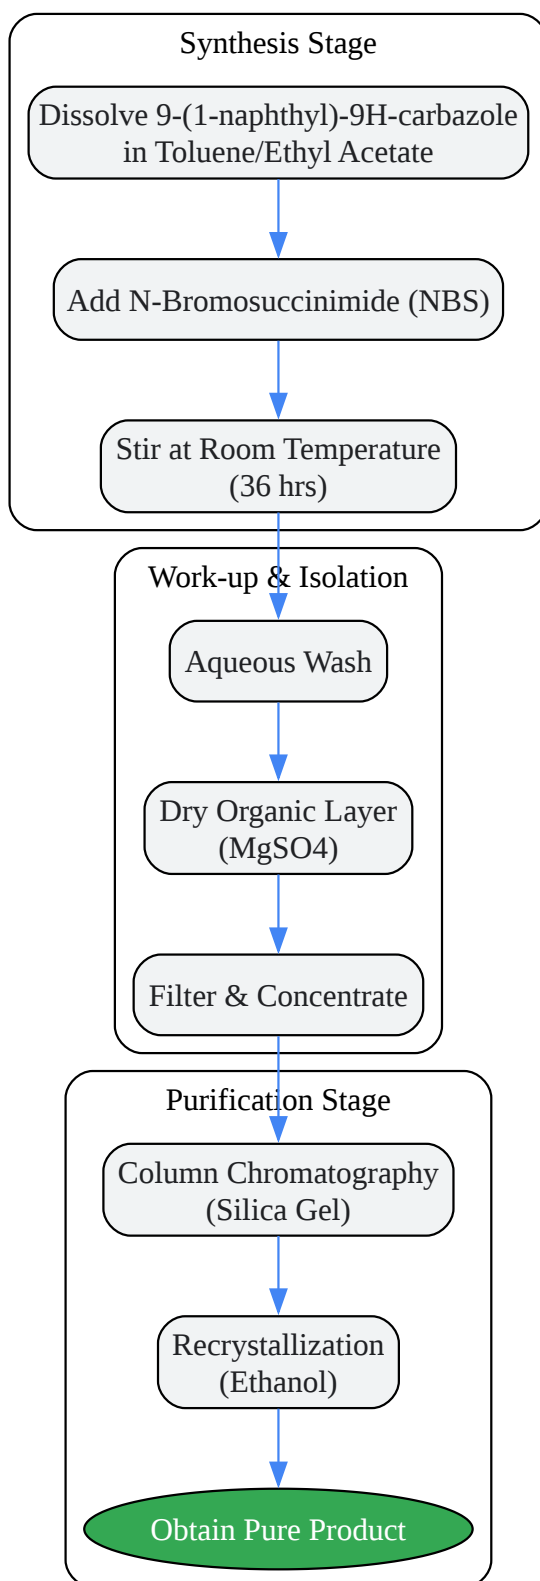 Synthesis Stage
Dissolve 9-(1-naphthyl)-9H-carbazole
in Toluene/Ethyl Acetate
Add N-Bromosuccinimide (NBS)
Stir at Room Temperature
(36 hrs)
Work-up & Isolation
Aqueous Wash
Dry Organic Layer
(MgSO4)
Filter & Concentrate
Purification Stage
Column Chromatography
(Silica Gel)
Recrystallization
(Ethanol)
Obtain Pure Product